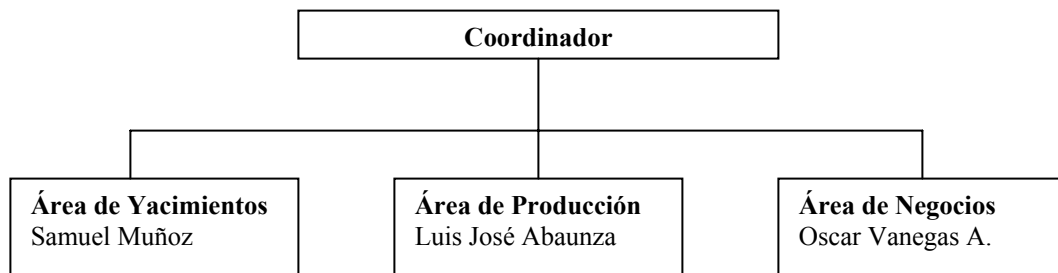 Coordinador
Área de Yacimientos
Samuel Muñoz
Área de Producción
Luis José Abaunza
Área de Negocios
Oscar Vanegas A.